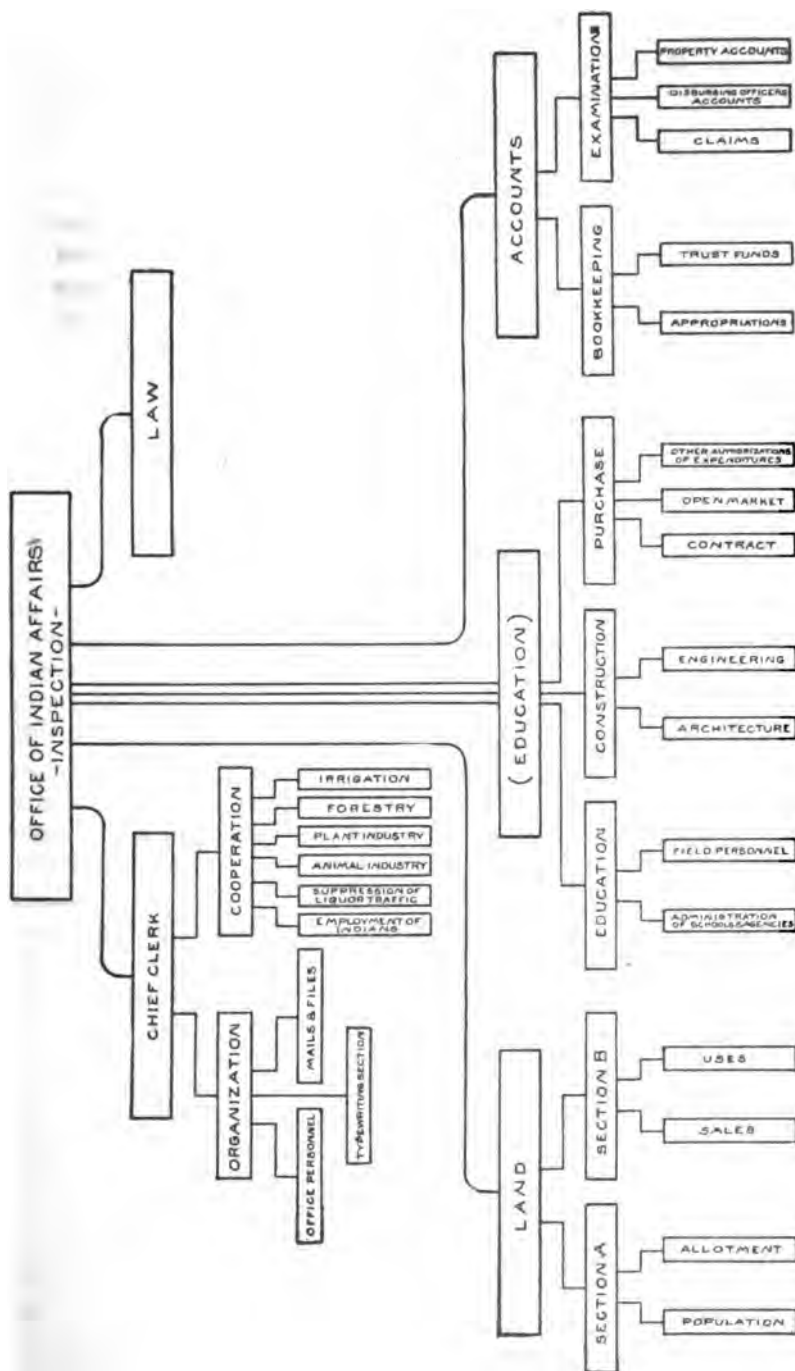 OFFICE OF INDIAN AFFAIRS
-INSPECTION-
CHIEF CLERK
LAW
ORGANIZATION
COOPERATION
OFFICE PERSONNEL
TYPEWRITING SECTION
MAILS & FILES
EMPLOYMENT OF
INDIANS
SUPPRESSION OF
LIQUOR TRAFFIC
ANIMAL INDUSTRY
PLANT INDUSTRY
FORESTRY
IRRIGATION
LAND
(EDUCATION)
ACCOUNTS
SECTION A
SECTION B
EDUCATION
CONSTRUCTION
PURCHASE
BOOKKEEPING
EXAMINATIONS
POPULATION
ALLOTMENT
SALES
USES
ADMINISTRATION
OF SCHOOLS & AGENCIES
FIELD PERSONNEL
ARCHITECTURE
ENGINEERING
CONTRACT
OPEN MARKET
OTHER AUTHORIZATIONS
OF EXPENDITURES
APPROPRIATIONS
TRUST FUNDS
CLAIMS
DISBURSING OFFICERS
ACCOUNTS
PROPERTY ACCOUNTS